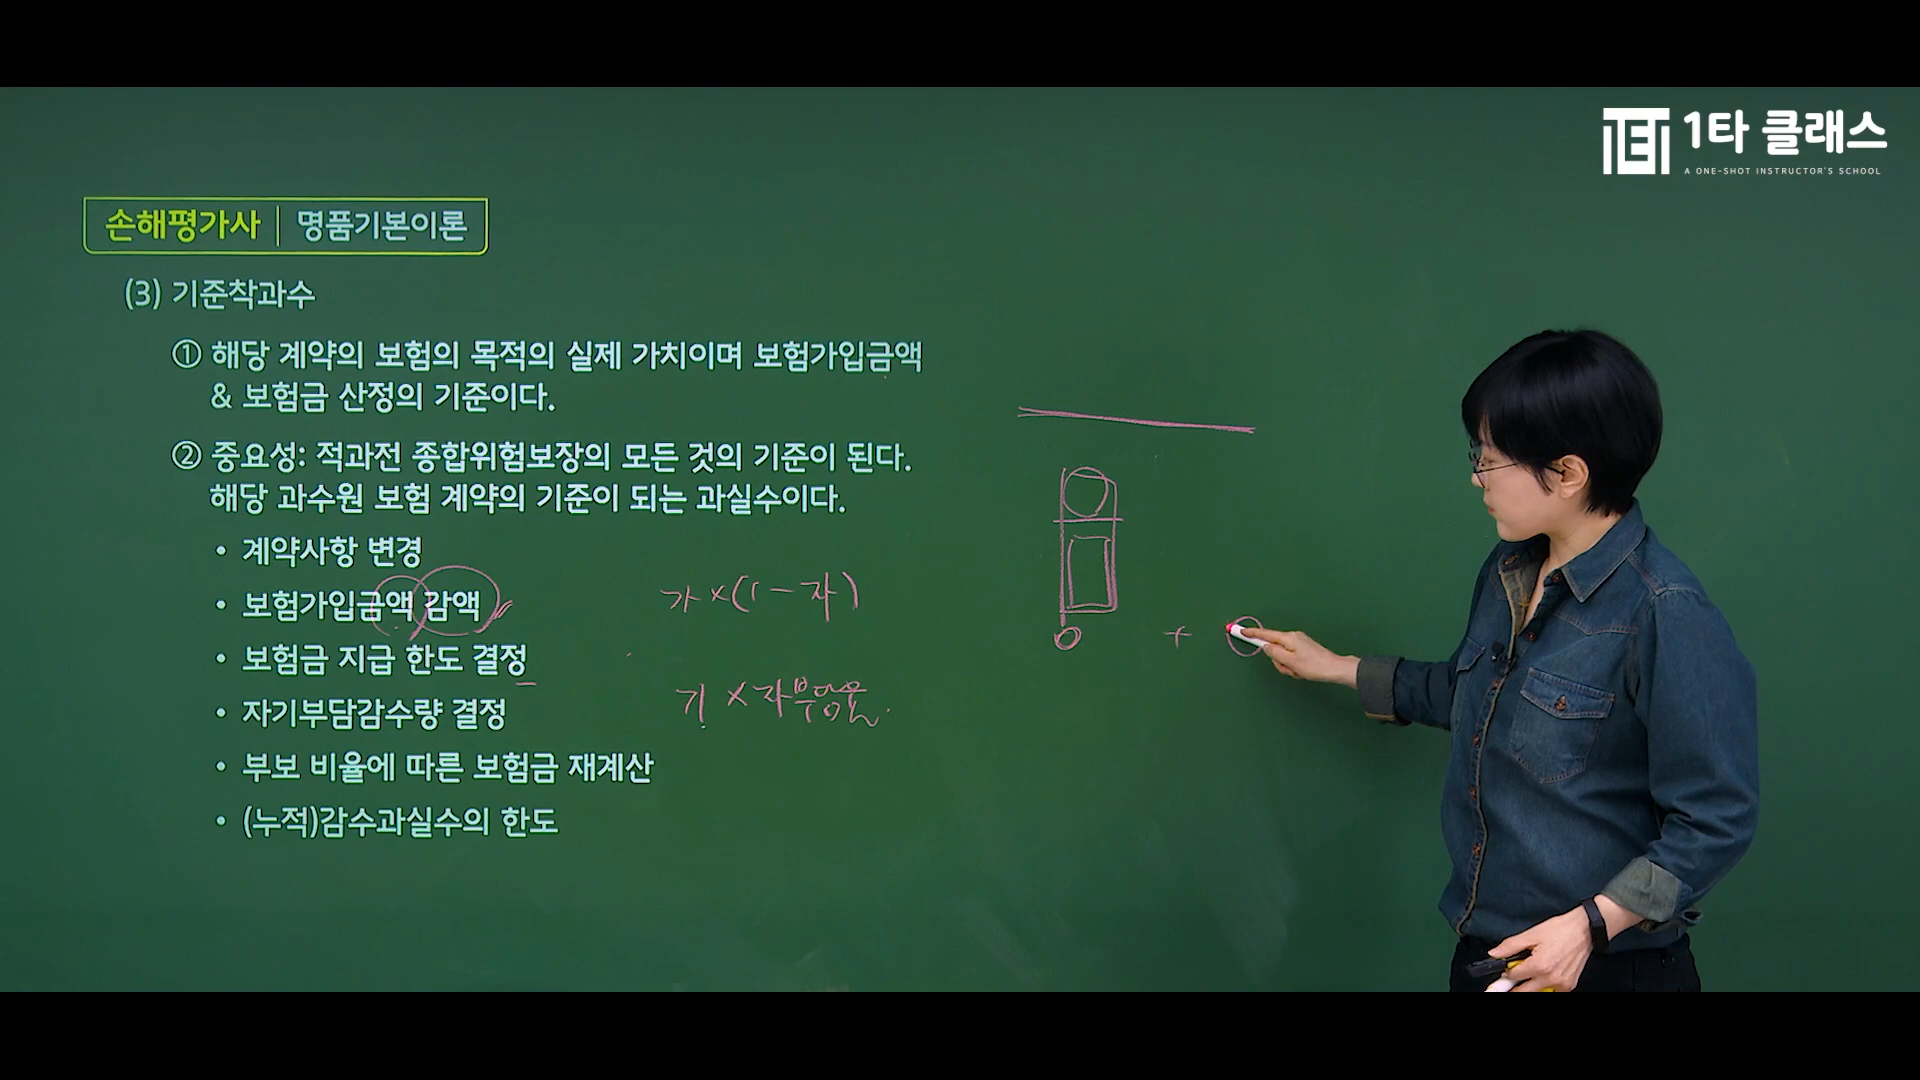 1타 클래스
A ONE-SHOT INSTRUCTOR'S SCHOOL
손해평가사 | 명품기본이론
(3) 기준착과수
① 해당 계약의 보험의 목적의 실제 가치이며 보험가입금액
& 보험금 산정의 기준이다.
② 중요성: 적과전 종합위험보장의 모든 것의 기준이 된다.
해당 과수원 보험 계약의 기준이 되는 과실수이다.
• 계약사항 변경
• 보험가입금액 감액
가 × (1 - 자)
• 보험금 지급 한도 결정
• 자기부담감수량 결정
기 × 자부담율
• 부보 비율에 따른 보험금 재계산
• (누적)감수과실수의 한도
+